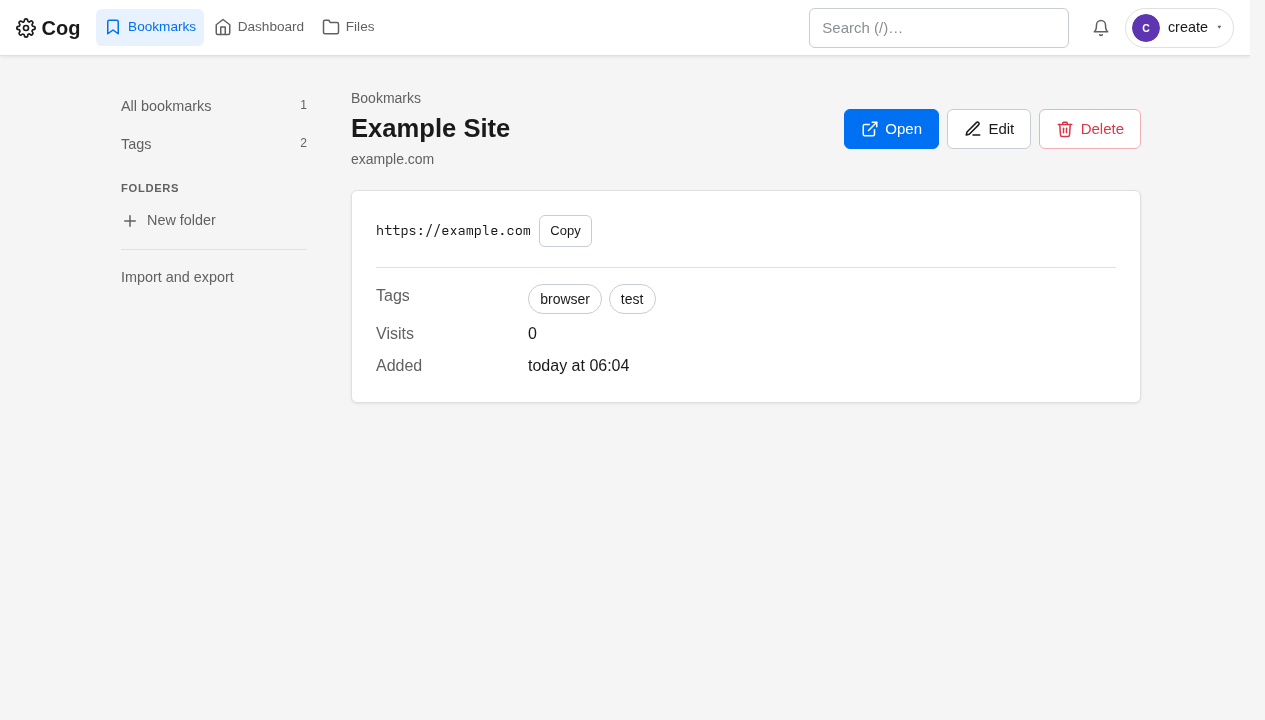 Cog
Bookmarks
Dashboard
Files
Search (/)…
C
create
All bookmarks 1
Tags 2
FOLDERS
New folder
Import and export
Bookmarks
Example Site
example.com
Open
Edit
Delete
https://example.com Copy
Tags browser test
Visits 0
Added today at 06:04